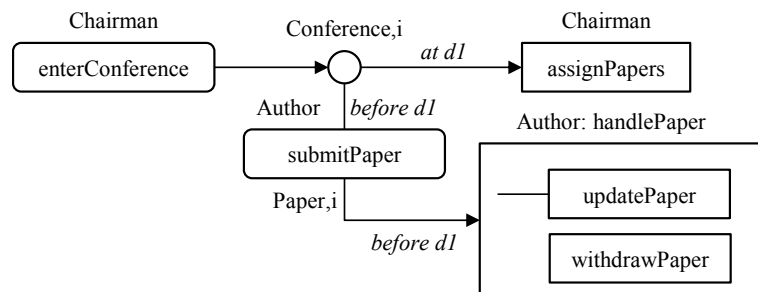 Chairman
Conference,i
Chairman
enterConference
at d1
assignPapers
Author
before d1
Author: handlePaper
submitPaper
Paper,i
updatePaper
before d1
withdrawPaper